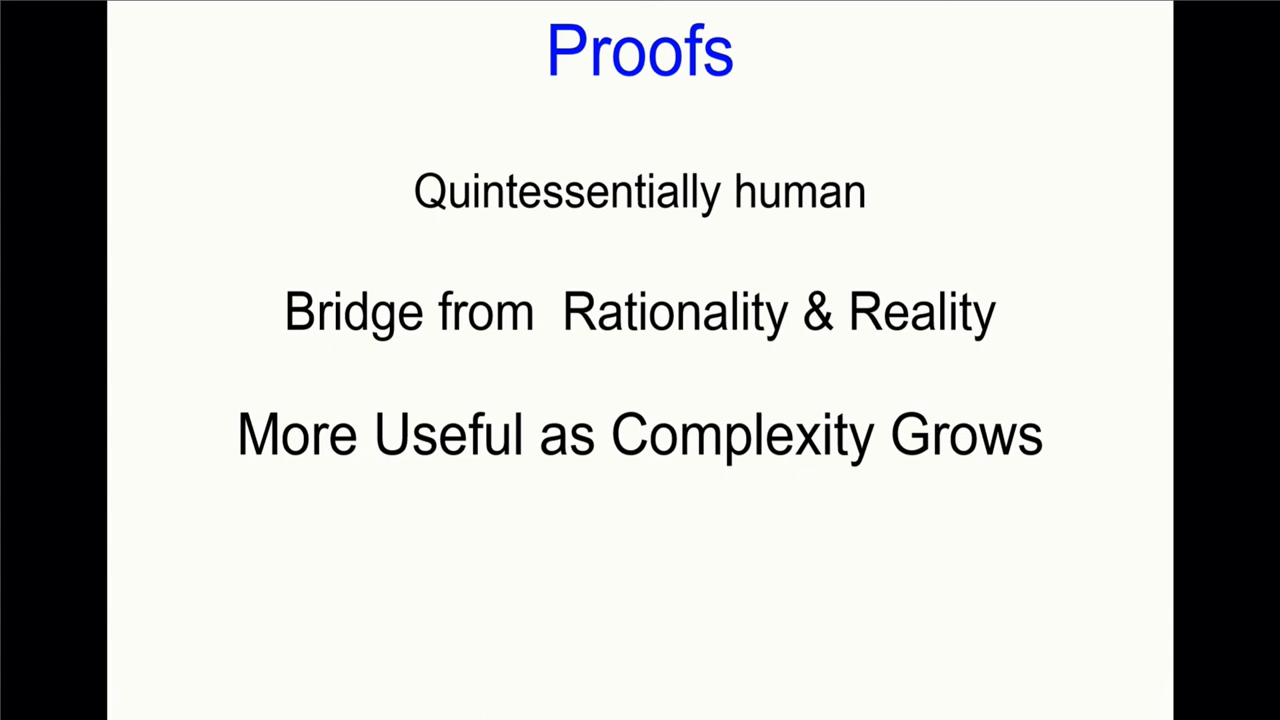 Proofs
Quintessentially human
Bridge from  Rationality & Reality
More Useful as Complexity Grows